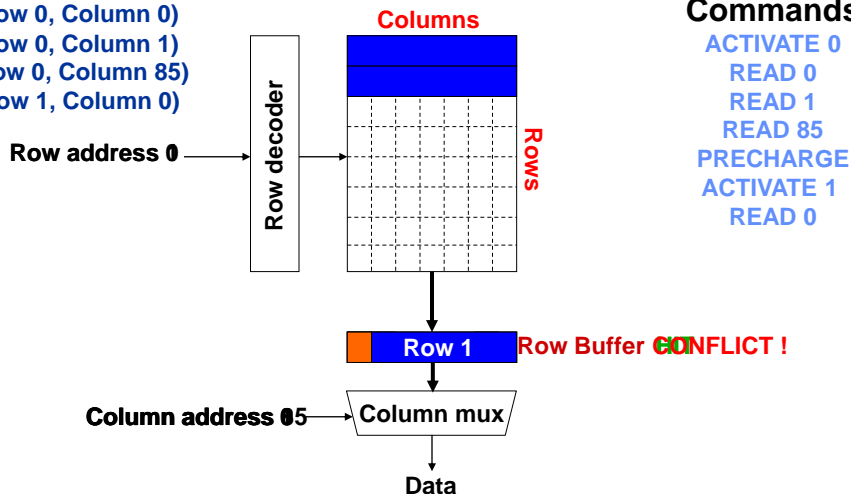 ow 0, Column 0)
ow 0, Column 1)
ow 0, Column 85)
ow 1, Column 0)
Columns
Commands
ACTIVATE 0
READ 0
READ 1
READ 85
PRECHARGE
ACTIVATE 1
READ 0
Row address
Row decoder
Rows
Row 1
Row Buffer CONFLICT !
Column address
Column mux
Data